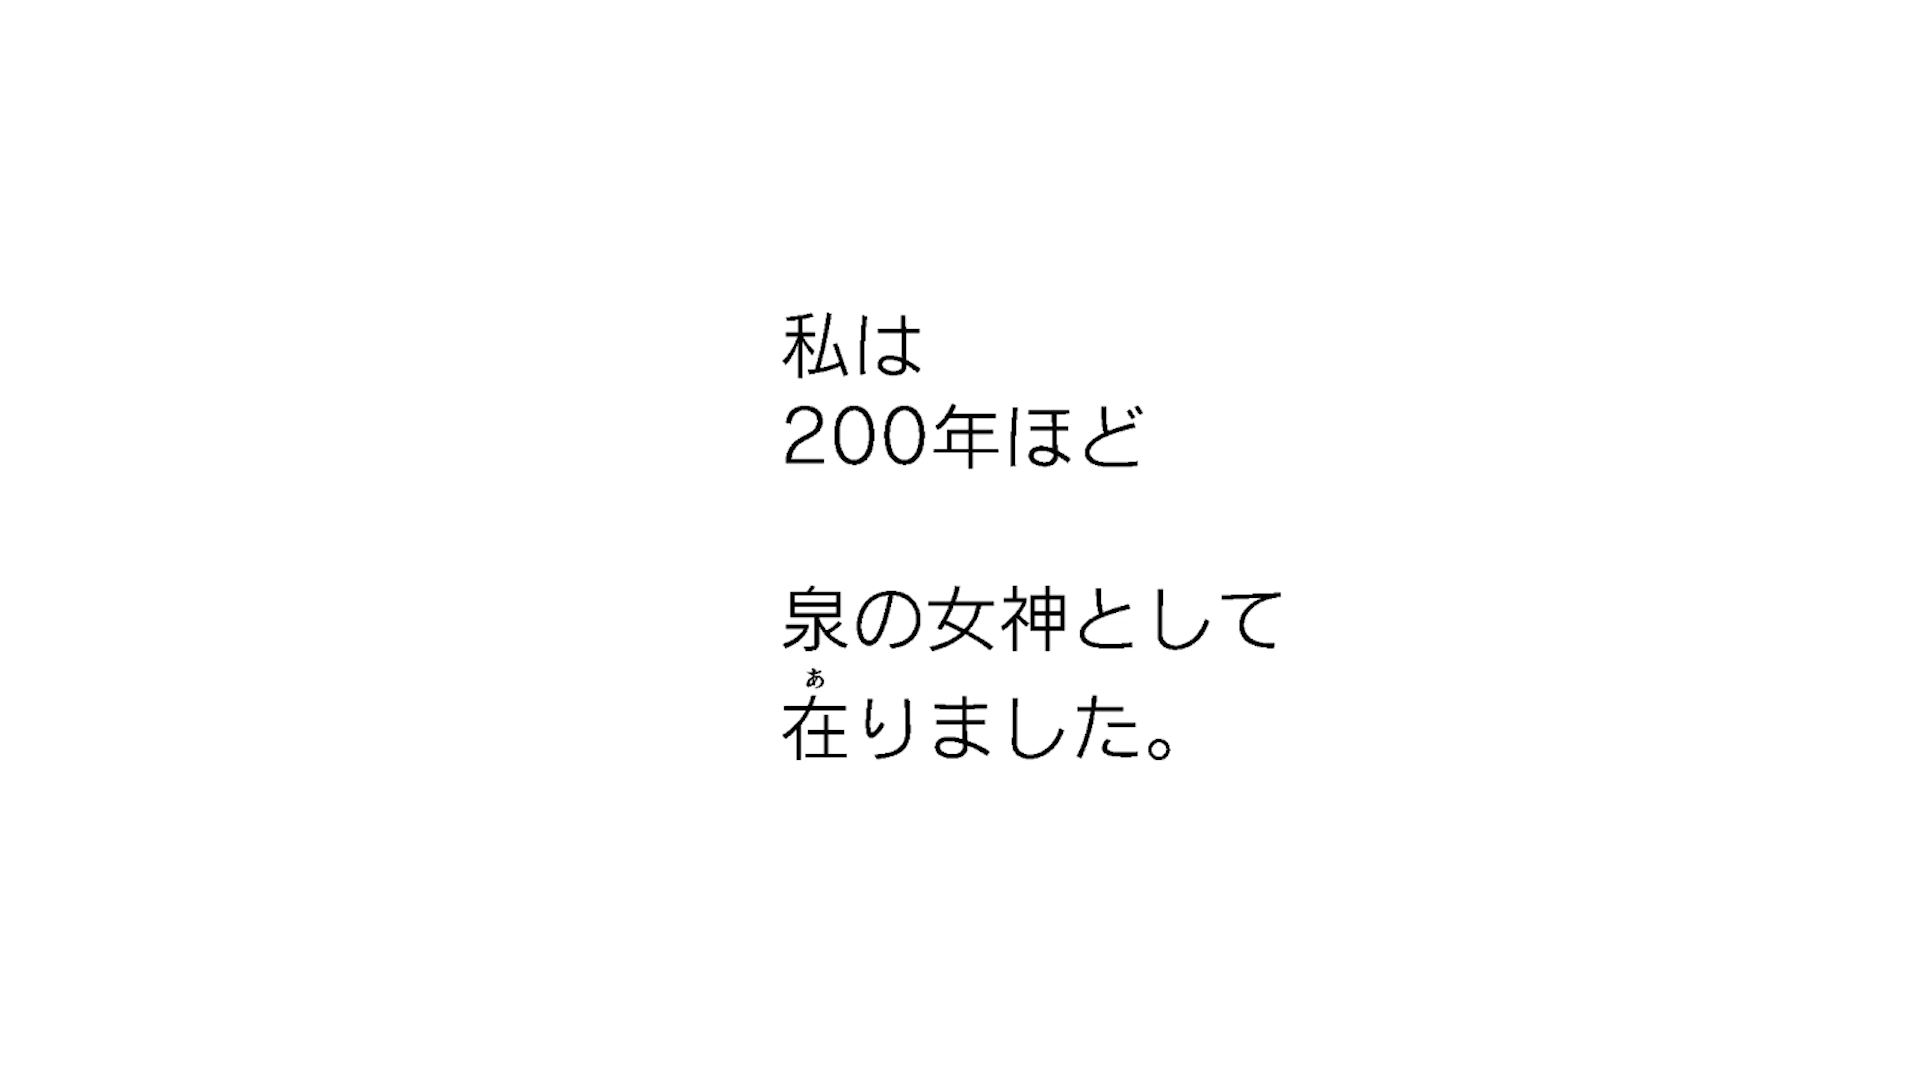 私は
200年ほど
泉の女神として
あ
在りました。